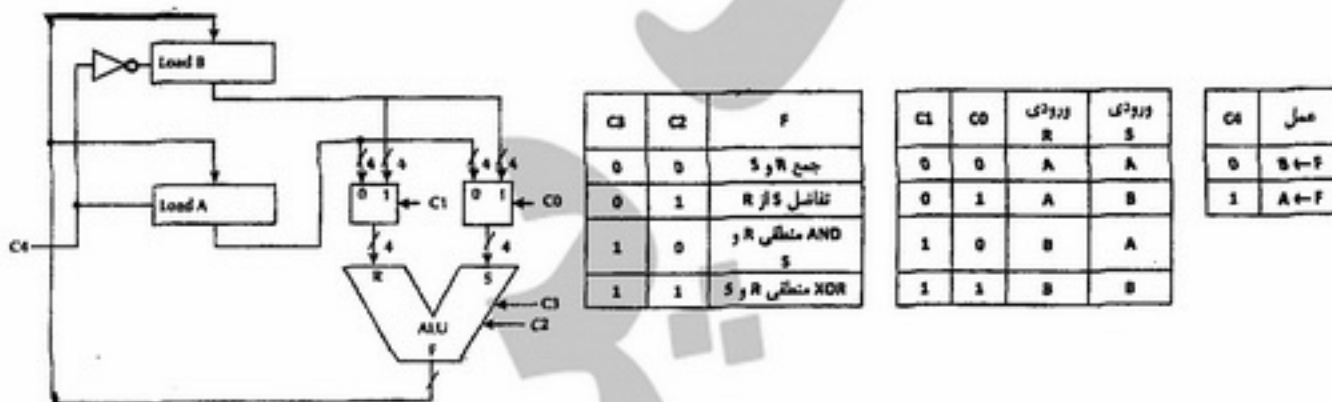 Load B
Load A
C4
4 4 4 4
0 1 C1 0 1 C0
4 4
R S
C3
C2
ALU
F
C3 C2 F
0 0 جمع R و S
0 1 تفاضل S از R
1 0 AND منطقی R و
S
1 1 XOR منطقی R و S
C1 C0 ورودی ورودی
R S
0 0 A A
0 1 A B
1 0 B A
1 1 B B
C4 عمل
0 B←F
1 A←F